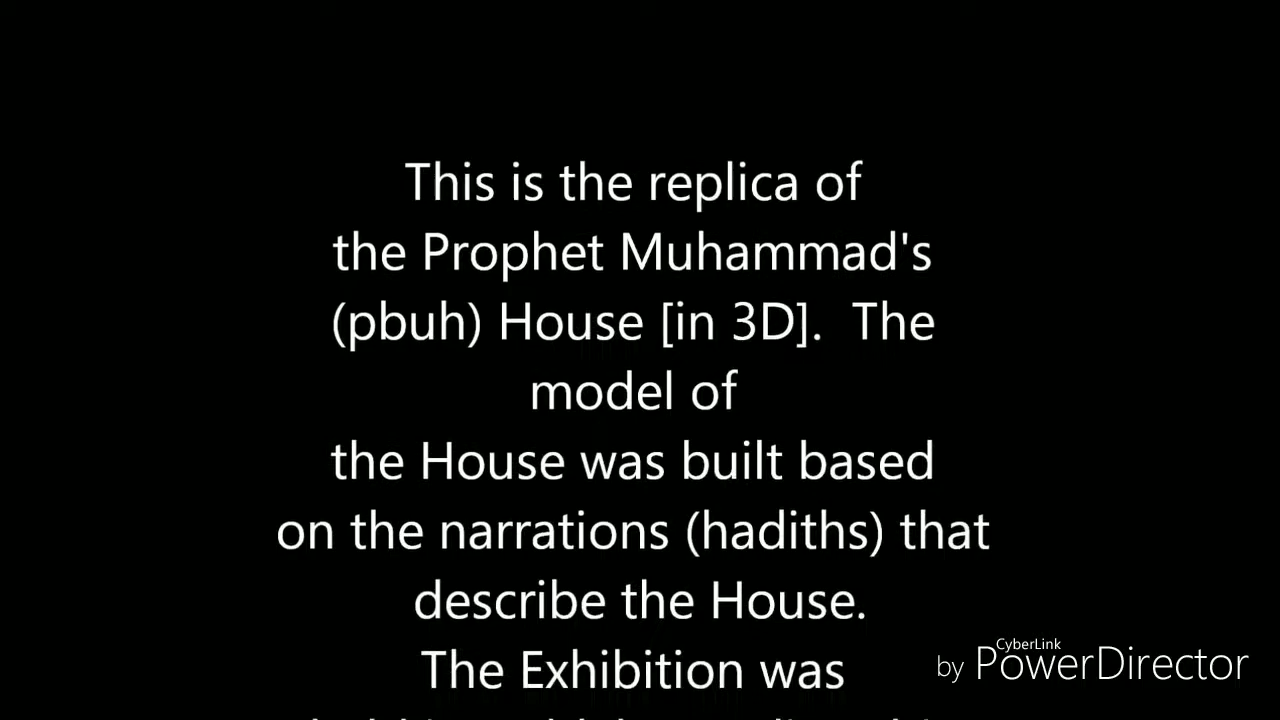 This is the replica of
the Prophet Muhammad's
(pbuh) House [in 3D].  The
model of
the House was built based
on the narrations (hadiths) that
describe the House.
The Exhibition was
CyberLink
by PowerDirector